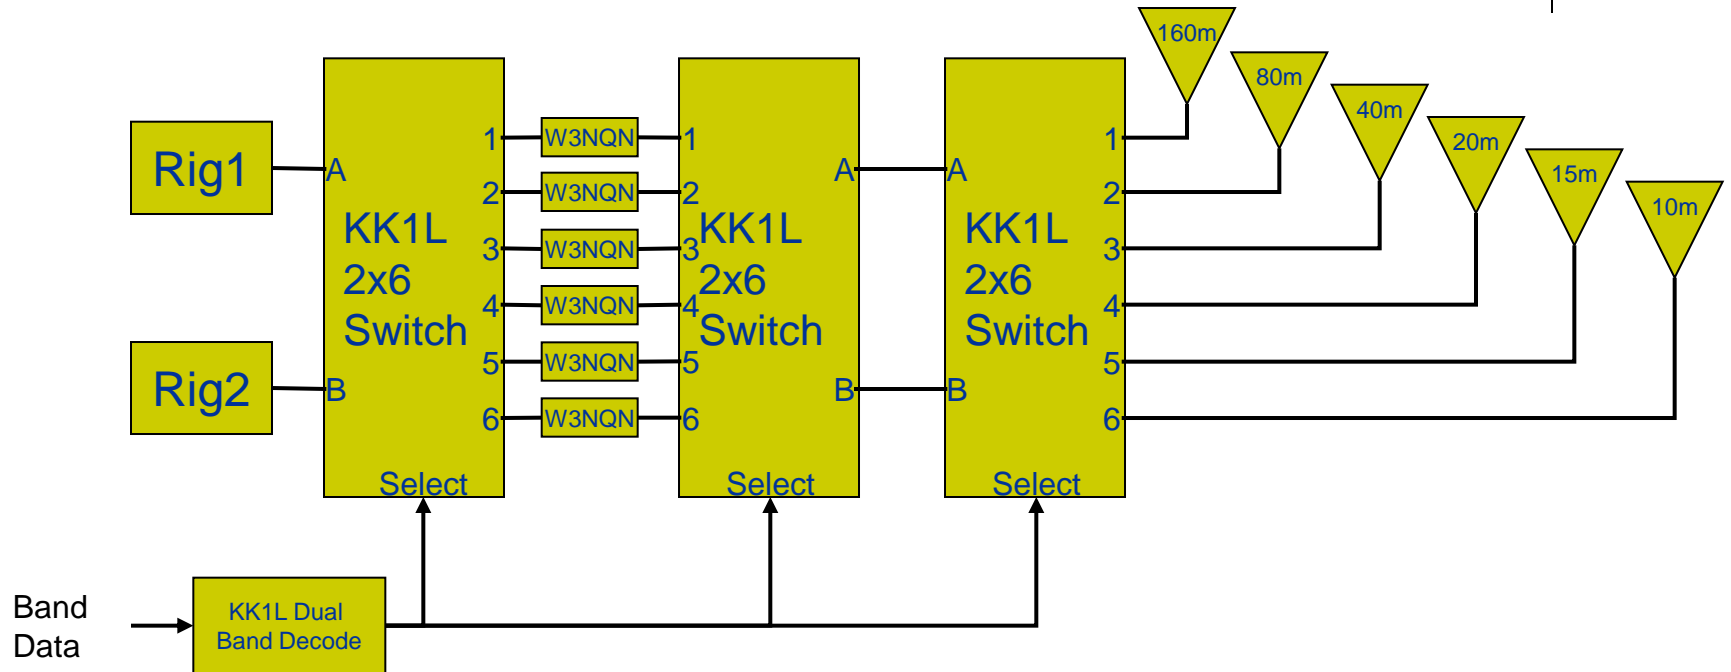 160m
80m
40m
20m
15m
10m
Rig1
Rig2
A
B
KK1L
2x6
Switch
1
2
3
4
5
6
Select
W3NQN
W3NQN
W3NQN
W3NQN
W3NQN
W3NQN
1
2
3
4
5
6
KK1L
2x6
Switch
A
B
Select
A
B
KK1L
2x6
Switch
1
2
3
4
5
6
Select
Band
Data
KK1L Dual
Band Decode